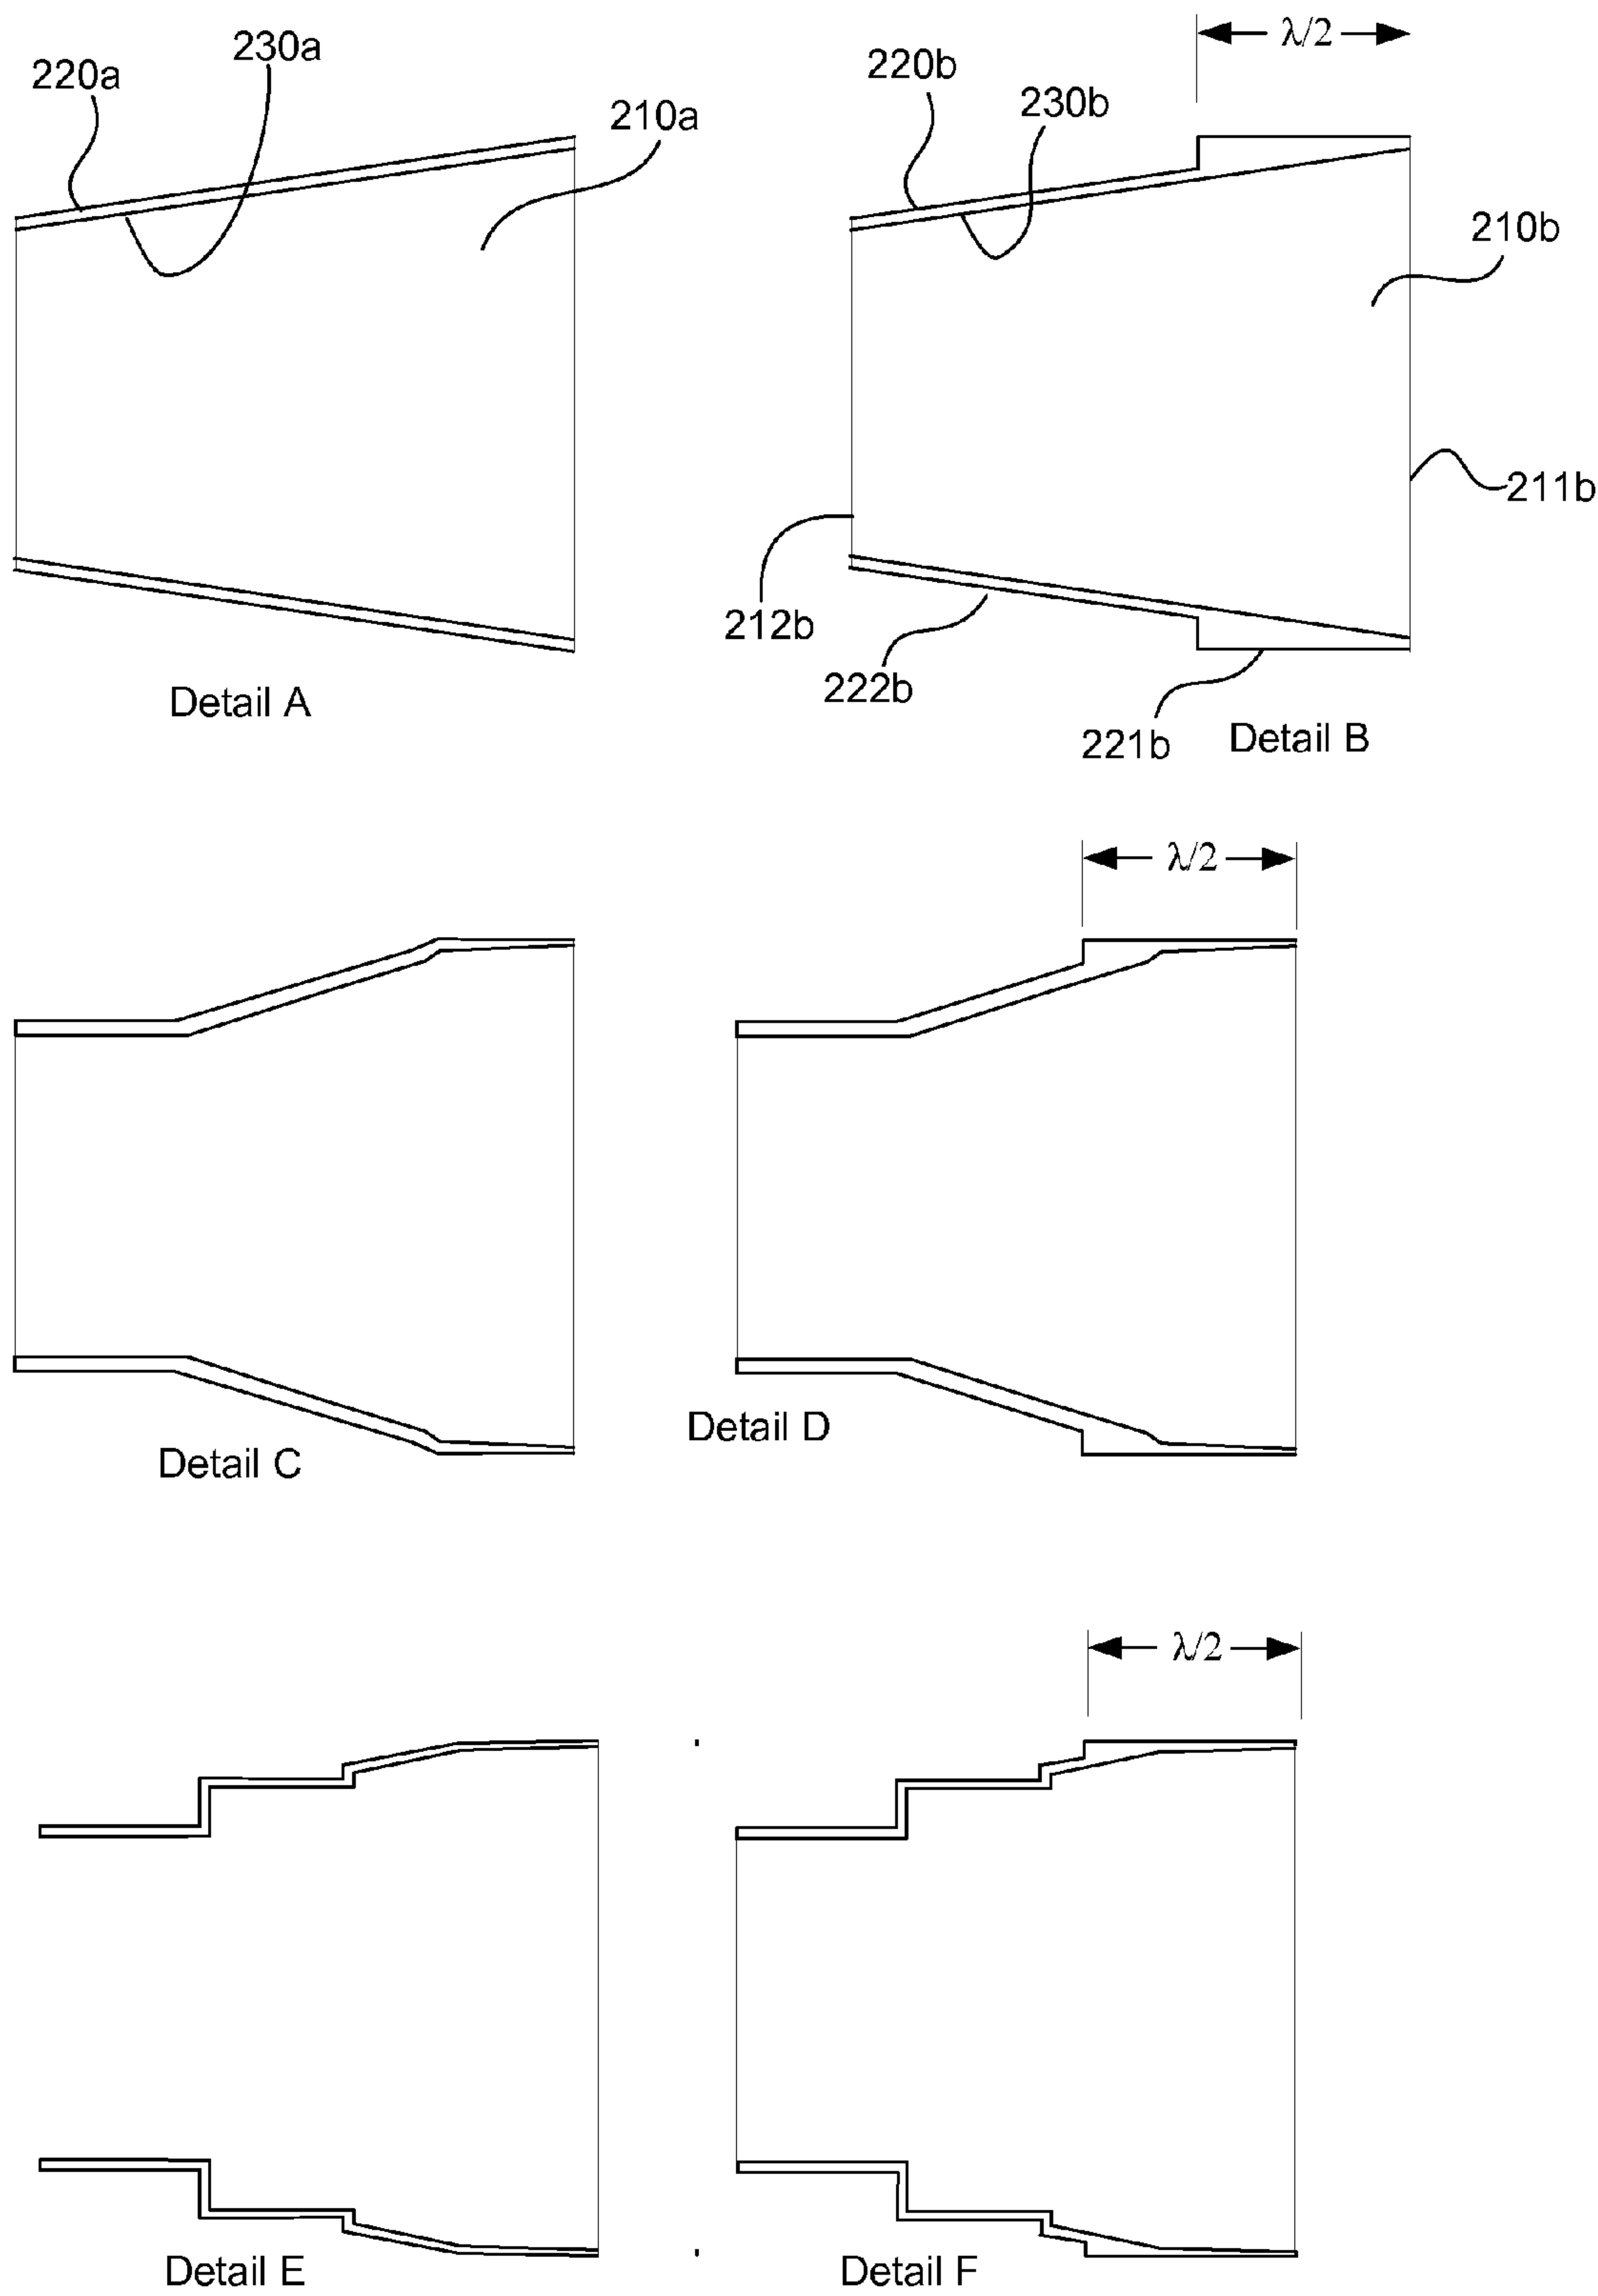 220a
230a
210a
Detail A
λ/2
220b
230b
210b
211b
212b
222b
221b
Detail B
Detail C
λ/2
Detail D
Detail E
λ/2
Detail F